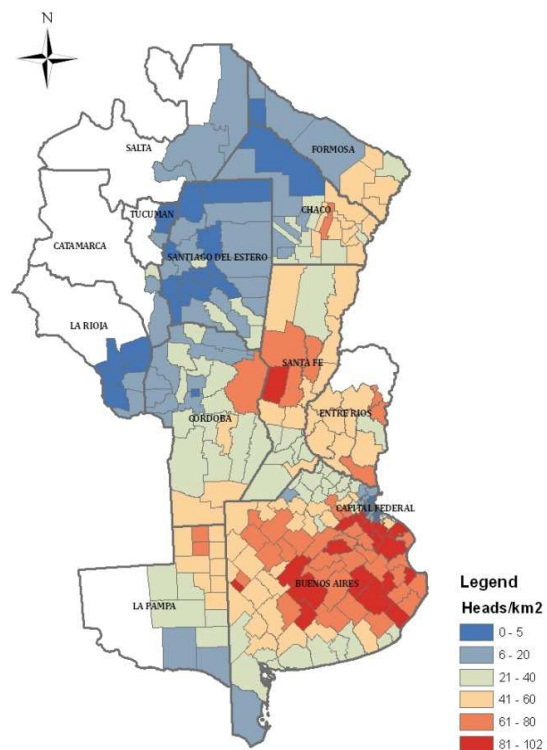 N
SALTA
FORMOSA
TUCUMAN
CHACO
CATAMARCA
SANTIAGO DEL ESTERO
LA RIOJA
SANTA FE
ENTRE RIOS
CORDOBA
CAPITAL FEDERAL
BUENOS AIRES
LA PAMPA
Legend
Heads/km2
0 - 5
6 - 20
21 - 40
41 - 60
61 - 80
81 - 102